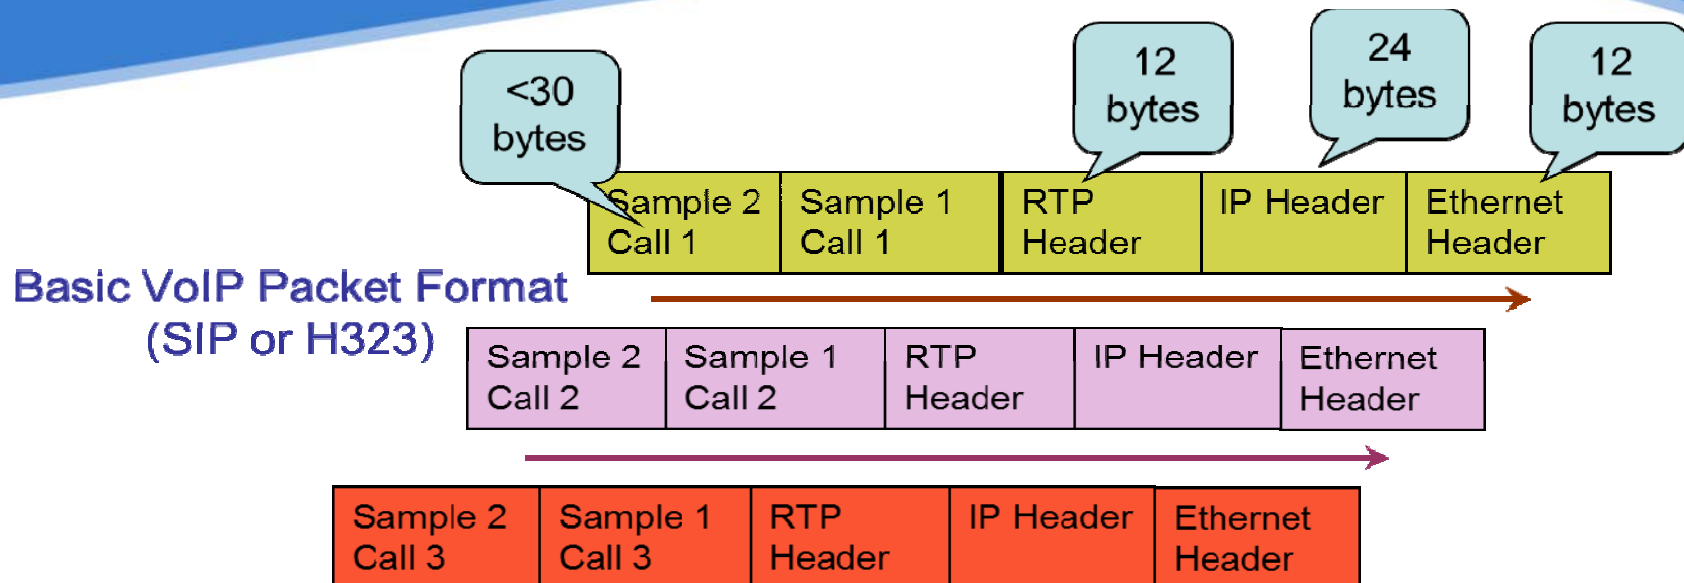 <30
bytes
12
bytes
24
bytes
12
bytes
Sample 2
Call 1
Sample 1
Call 1
RTP
Header
IP Header
Ethernet
Header
Basic VoIP Packet Format
(SIP or H323)
Sample 2
Call 2
Sample 1
Call 2
RTP
Header
IP Header
Ethernet
Header
Sample 2
Call 3
Sample 1
Call 3
RTP
Header
IP Header
Ethernet
Header